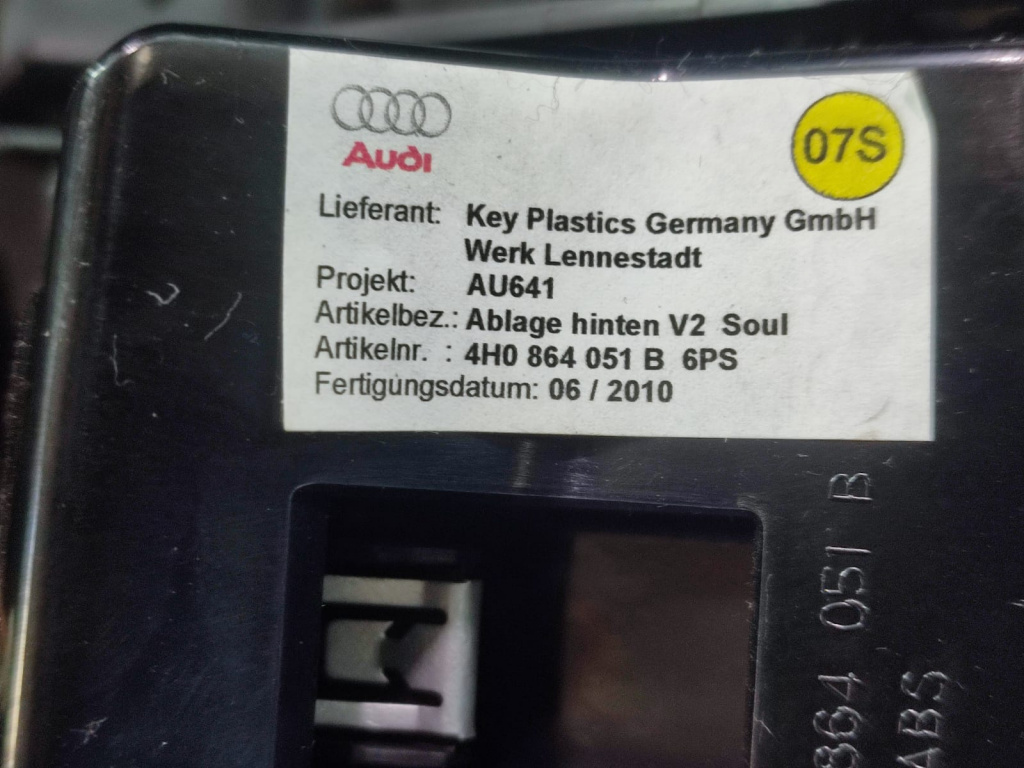 Audi
07S
Lieferant: Key Plastics Germany GmbH
Werk Lennestadt
Projekt: AU641
Artikelbez.: Ablage hinten V2 Soul
Artikelnr. : 4H0 864 051 B 6PS
Fertigungsdatum: 06 / 2010
864 051 B
ABS